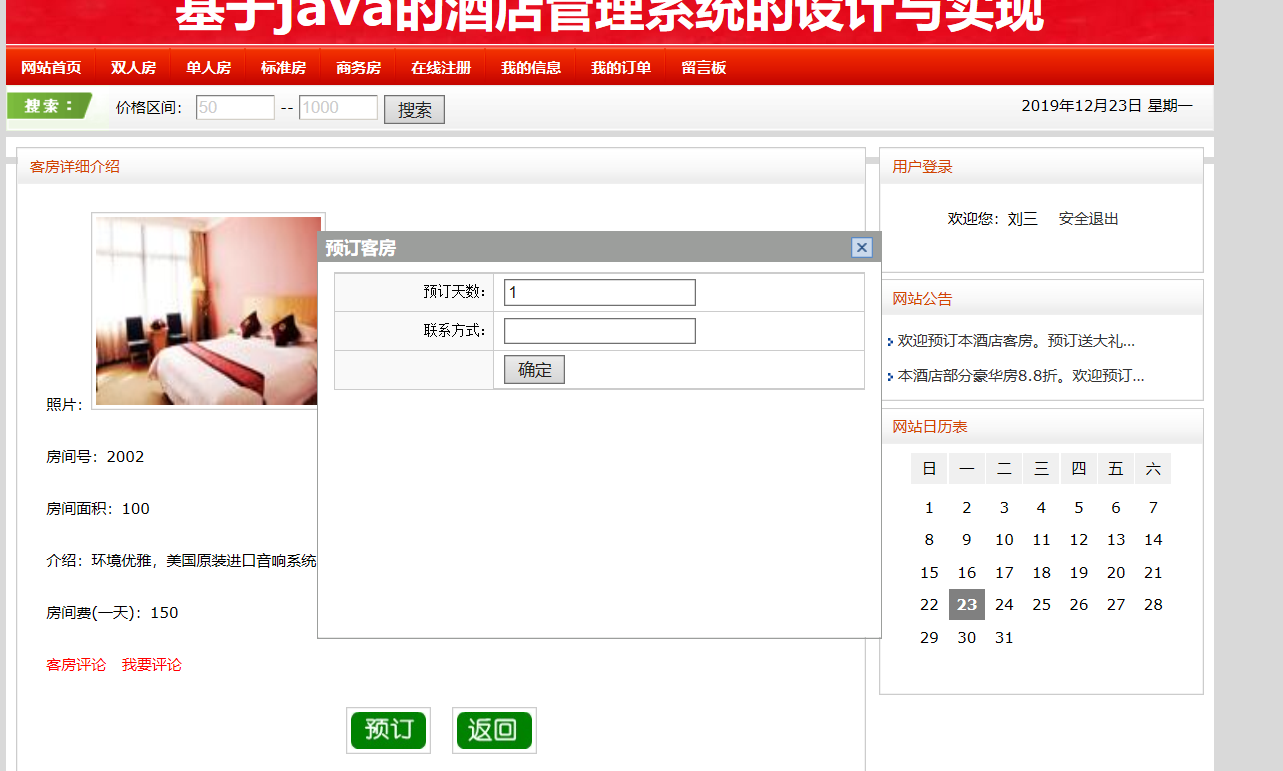 基于java的酒店管理系统的设计与实现
网站首页 双人房 单人房 标准房 商务房 在线注册 我的信息 我的订单 留言板
搜索： 价格区间： 50 -- 1000 搜索 2019年12月23日 星期一
客房详细介绍
照片：
房间号：2002
房间面积：100
介绍：环境优雅，美国原装进口音响系统
房间费(一天)：150
客房评论 我要评论
预订 返回
预订客房
预订天数： 1
联系方式：
确定
用户登录
欢迎您：刘三 安全退出
网站公告
欢迎预订本酒店客房。预订送大礼...
本酒店部分豪华房8.8折。欢迎预订...
网站日历表
日 一 二 三 四 五 六
1 2 3 4 5 6 7
8 9 10 11 12 13 14
15 16 17 18 19 20 21
22 23 24 25 26 27 28
29 30 31